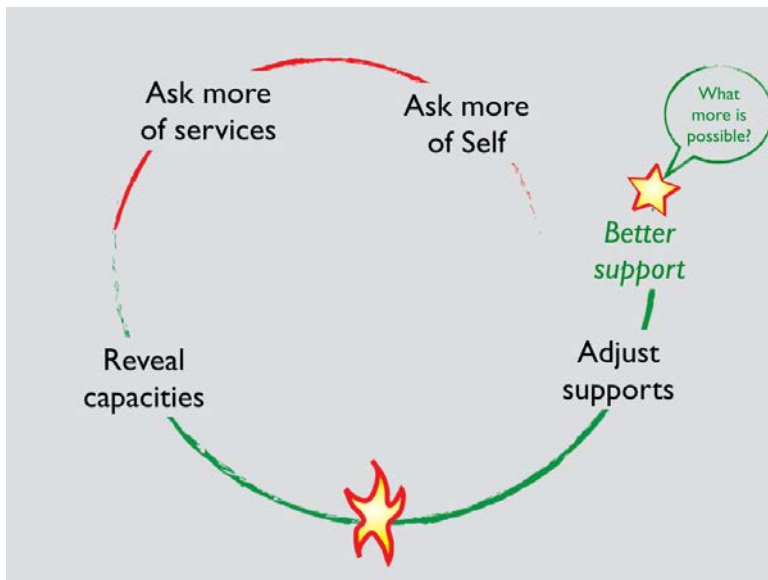 Ask more
of services
Ask more
of Self
What
more is
possible?
Better
support
Reveal
capacities
Adjust
supports